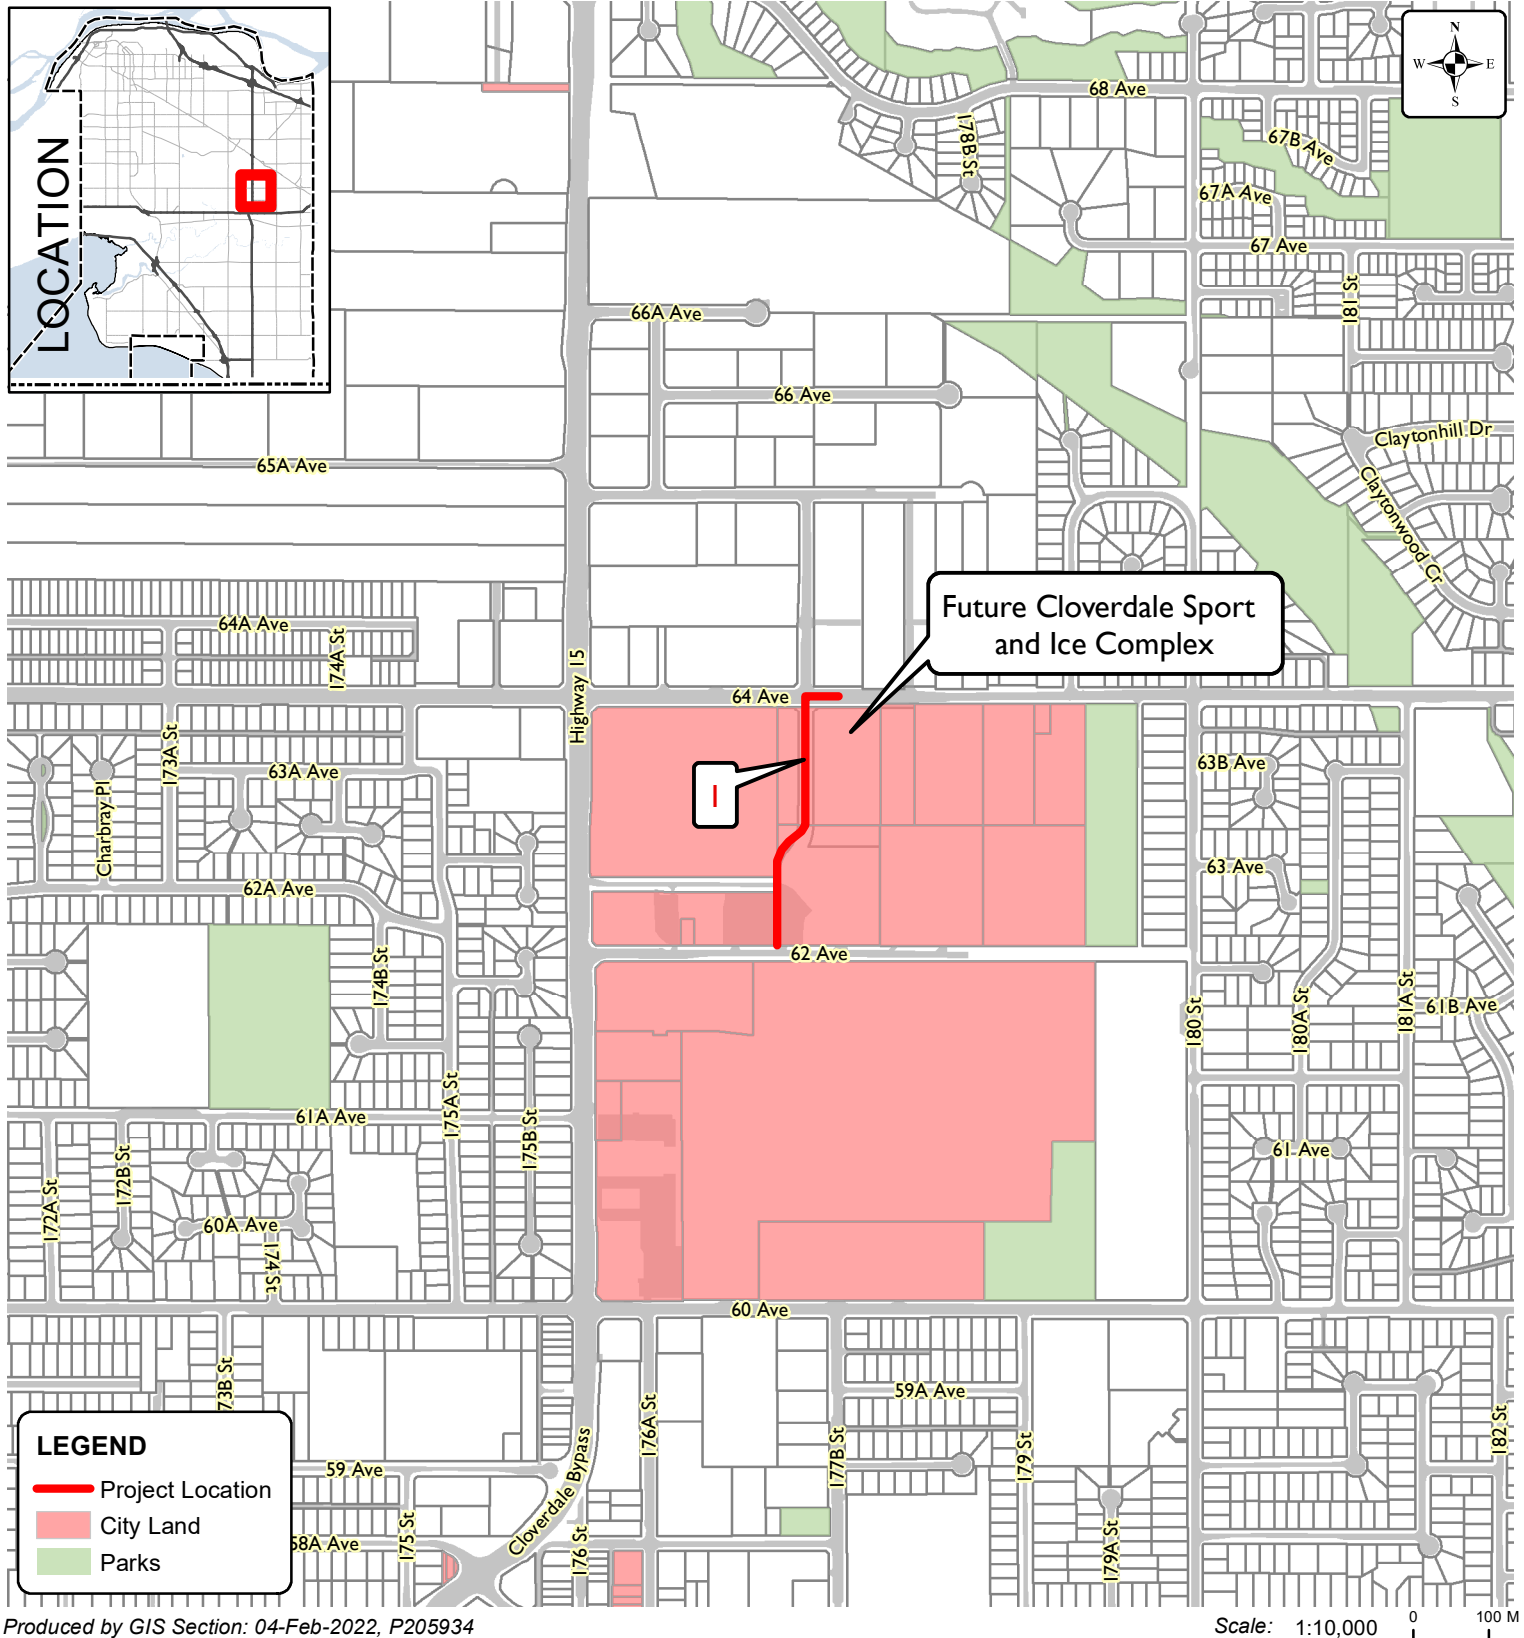 LOCATION
N
W E
S
68 Ave
178B St
67B Ave
67A Ave
67 Ave
181 St
66A Ave
66 Ave
Claytonhill Dr
65A Ave
Claytonwood Cr
Future Cloverdale Sport
and Ice Complex
64A Ave
174A St
Highway 15
64 Ave
173A St
63A Ave
63B Ave
1
Charbray Pl
63 Ave
62A Ave
62 Ave
174B St
180 St
180A St
181A St
61B Ave
175A St
61A Ave
175B St
61 Ave
172B St
172A St
60A Ave
174 St
60 Ave
73B St
59A Ave
176A St
182 St
177B St
179 St
59 Ave
Cloverdale Bypass
175 St
58A Ave
176 St
179A St
LEGEND
Project Location
City Land
Parks
Produced by GIS Section: 04-Feb-2022, P205934
Scale: 1:10,000
0 100 M